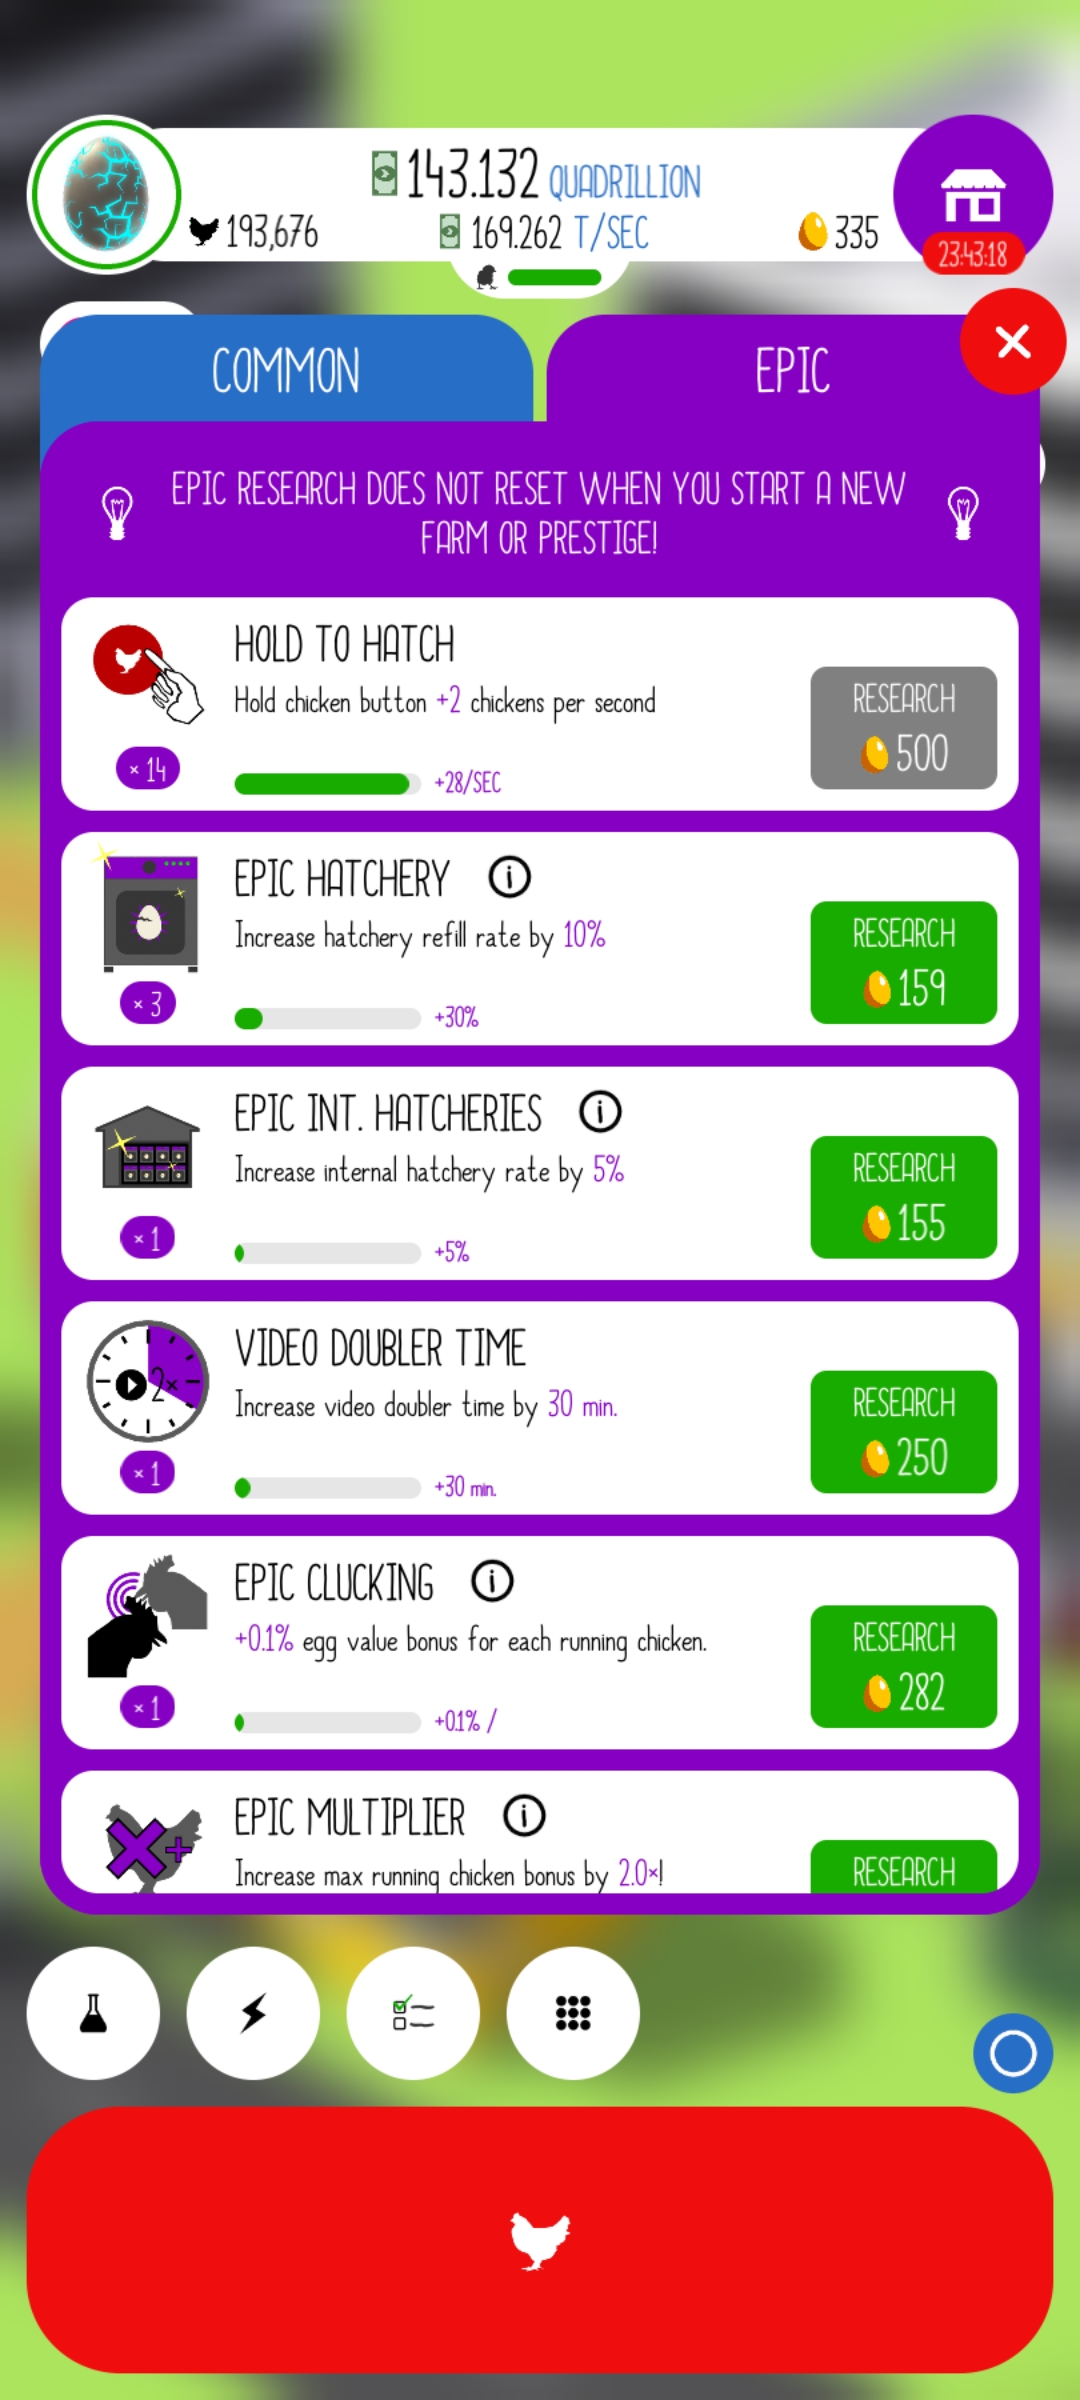 143.132 QUADRILLION
193,676
169.262 T/SEC
335
23:43:18
COMMON
EPIC
EPIC RESEARCH DOES NOT RESET WHEN YOU START A NEW
FARM OR PRESTIGE!
HOLD TO HATCH
Hold chicken button +2 chickens per second
× 14
+28/SEC
RESEARCH
500
EPIC HATCHERY i
Increase hatchery refill rate by 10%
× 3
+30%
RESEARCH
159
EPIC INT. HATCHERIES i
Increase internal hatchery rate by 5%
× 1
+5%
RESEARCH
155
2×
VIDEO DOUBLER TIME
Increase video doubler time by 30 min.
× 1
+30 min.
RESEARCH
250
EPIC CLUCKING i
+0.1% egg value bonus for each running chicken.
× 1
+0.1% /
RESEARCH
282
EPIC MULTIPLIER i
Increase max running chicken bonus by 2.0×!
RESEARCH